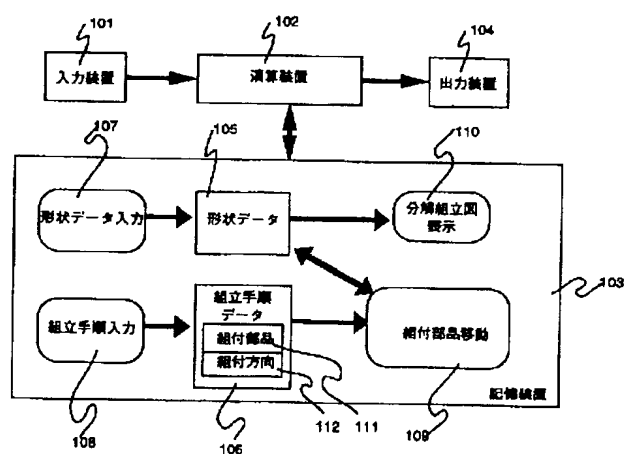 101
102
104
入力装置
演算装置
出力装置
107
105
110
形状データ入力
形状データ
分解組立図
表示
103
組立手順入力
組立手順
データ
組付部品
組付方向
組付部品移動
記憶装置
108
106
112
111
109